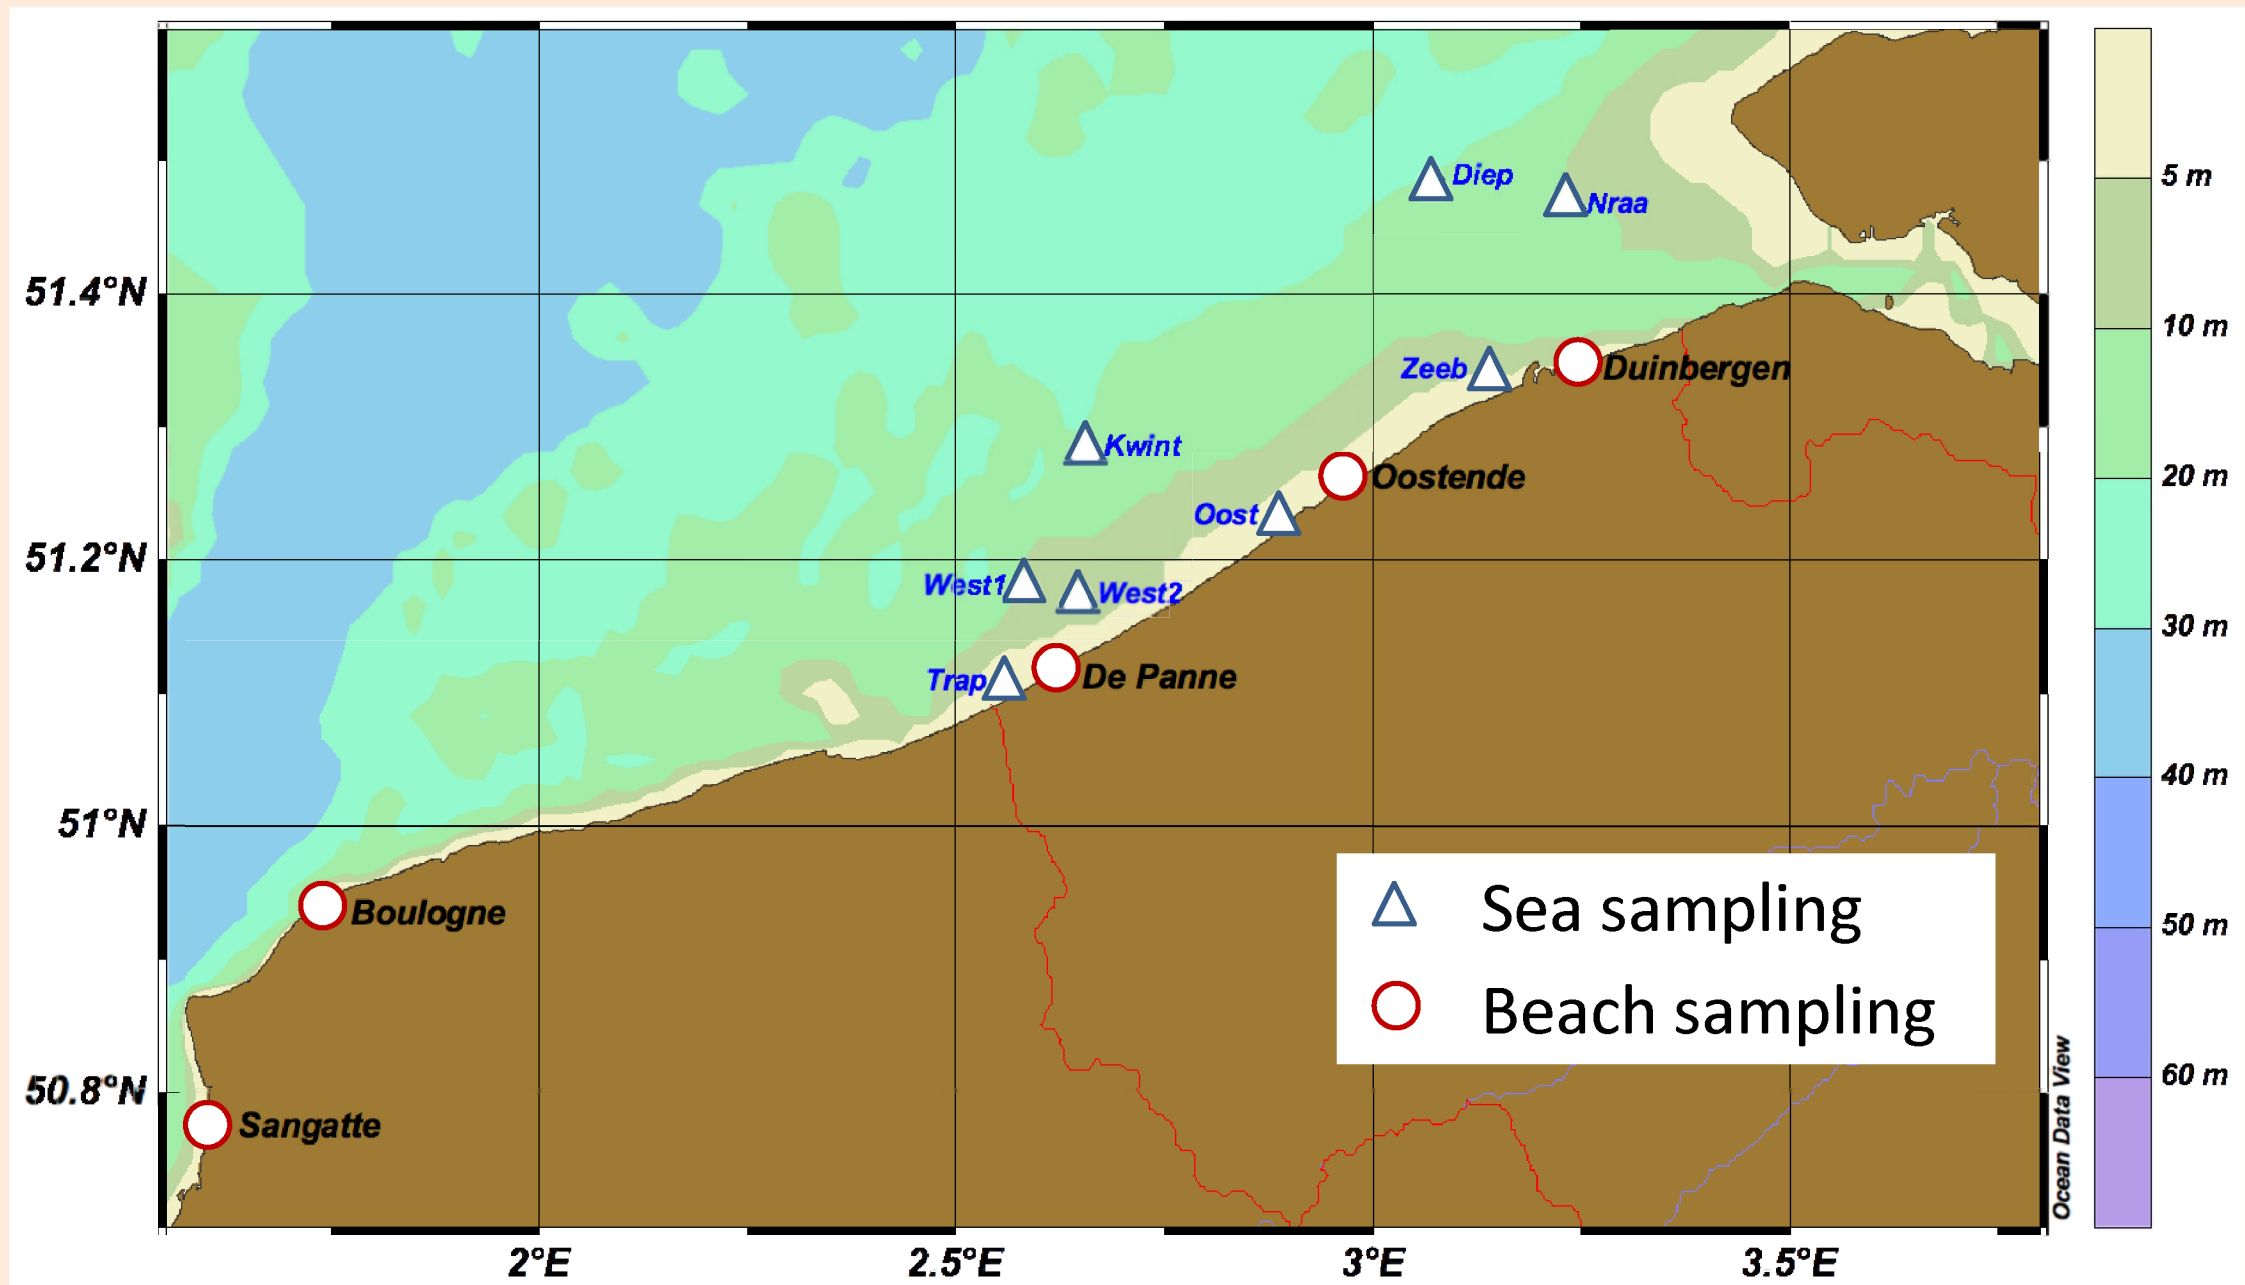 Diep
5 m
Nraa
51.4°N
10 m
Zeeb
Duinbergen
Kwint
20 m
Oostende
Oost
51.2°N
West1
West2
30 m
Trap
De Panne
40 m
51°N
Boulogne
Sea sampling
50 m
Beach sampling
60 m
50.8°N
Sangatte
Ocean Data View
2°E
2.5°E
3°E
3.5°E